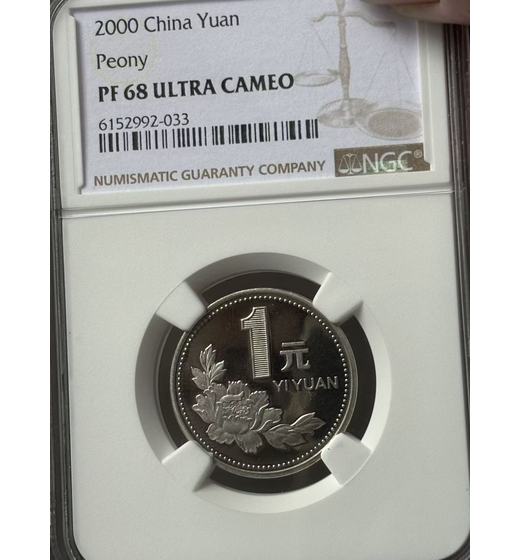 2000 China Yuan
Peony
PF 68 ULTRA CAMEO
6152992-033
NUMISMATIC GUARANTY COMPANY
NGC®
1元
YI YUAN